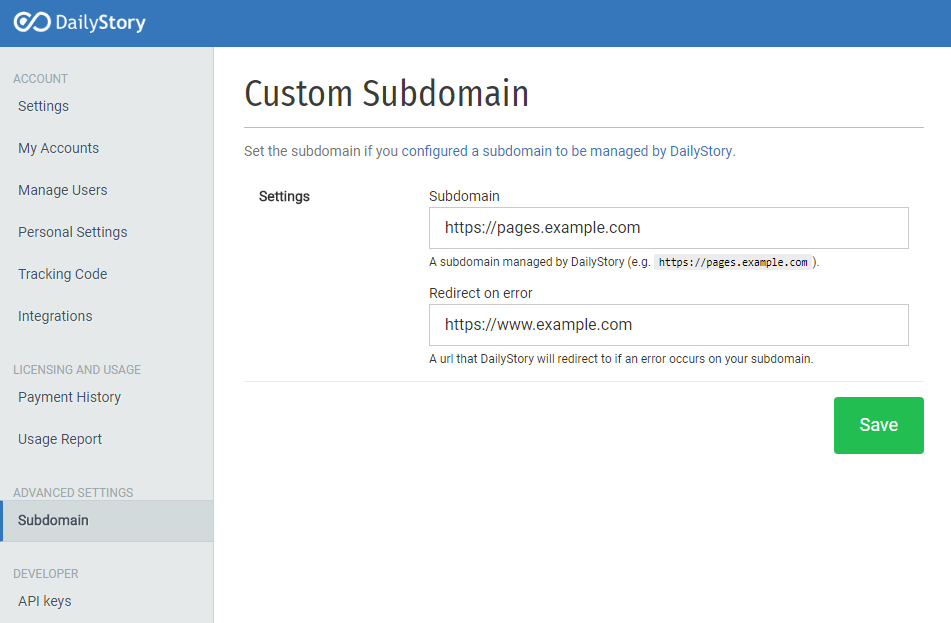 DailyStory
ACCOUNT
Settings
My Accounts
Manage Users
Personal Settings
Tracking Code
Integrations
LICENSING AND USAGE
Payment History
Usage Report
ADVANCED SETTINGS
Subdomain
DEVELOPER
API keys
Custom Subdomain
Set the subdomain if you configured a subdomain to be managed by DailyStory.
Settings
Subdomain
https://pages.example.com
A subdomain managed by DailyStory (e.g. https://pages.example.com ).
Redirect on error
https://www.example.com
A url that DailyStory will redirect to if an error occurs on your subdomain.
Save